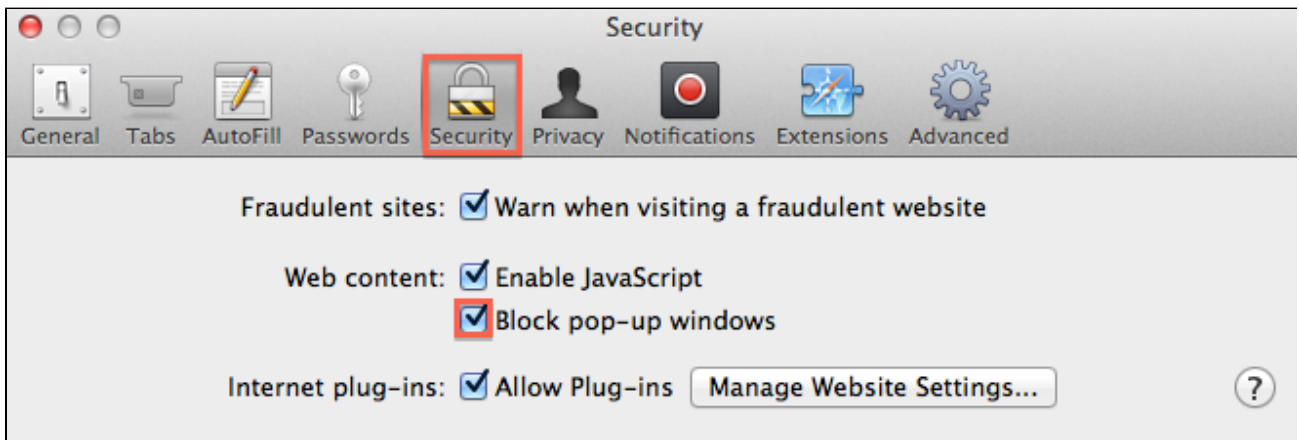 Security
General Tabs AutoFill Passwords Security Privacy Notifications Extensions Advanced
Fraudulent sites: Warn when visiting a fraudulent website
Web content: Enable JavaScript
Block pop-up windows
Internet plug-ins: Allow Plug-ins Manage Website Settings... ?